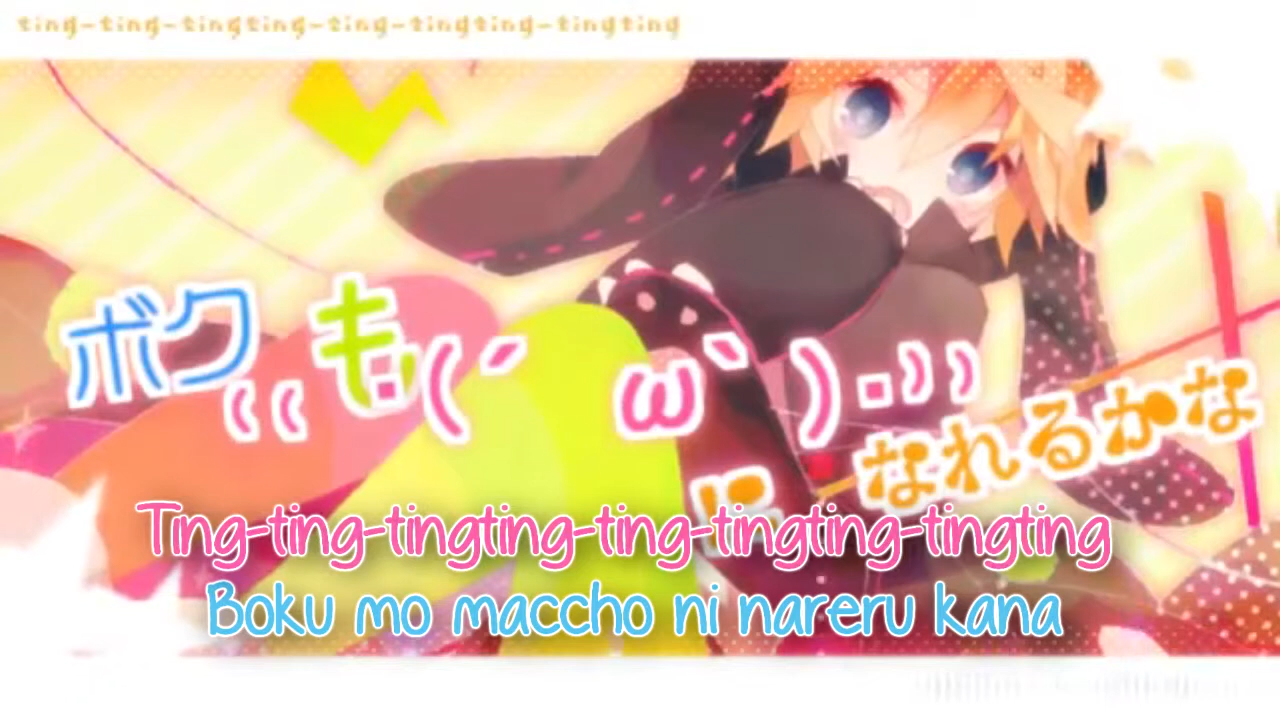 ting-ting-tingting-ting-tingting-tingting
ボク も
((·(´ ω`)·))
に なれるかな
Ting-ting-tingting-ting-tingting-tingting
Boku mo maccho ni nareru kana